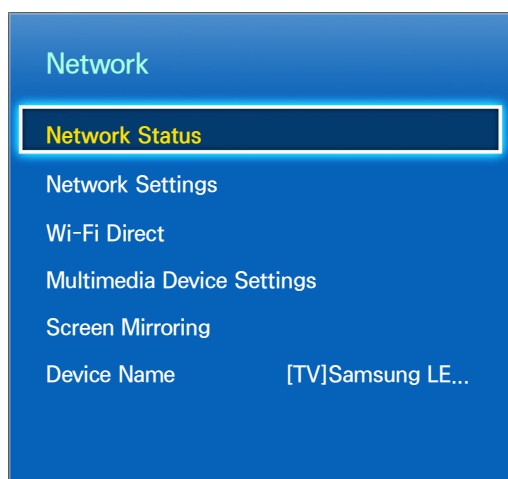 Network
Network Status
Network Settings
Wi-Fi Direct
Multimedia Device Settings
Screen Mirroring
Device Name [TV]Samsung LE...